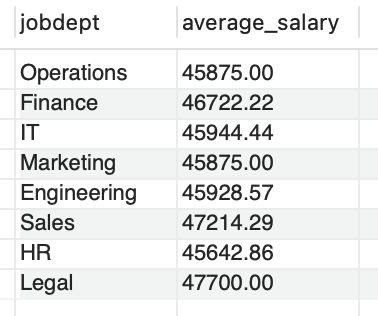 jobdept average_salary
Operations 45875.00
Finance 46722.22
IT 45944.44
Marketing 45875.00
Engineering 45928.57
Sales 47214.29
HR 45642.86
Legal 47700.00